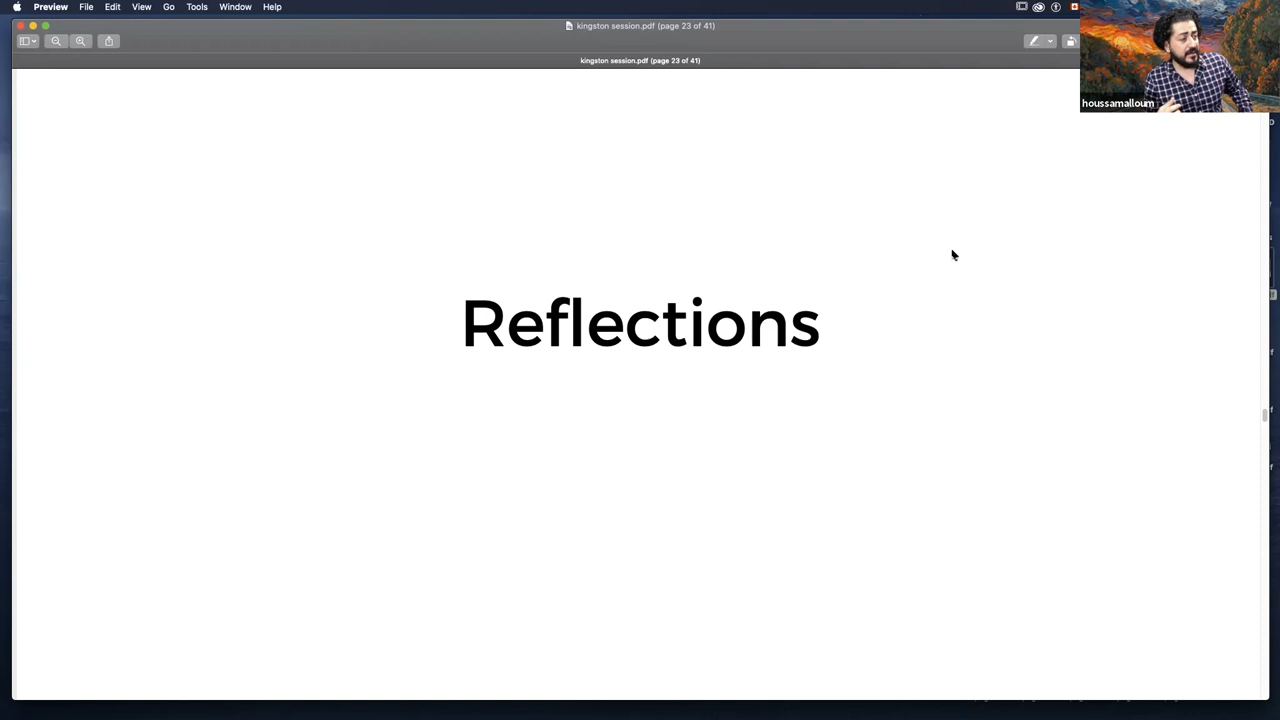 Preview File Edit View Go Tools Window Help
kingston session.pdf (page 23 of 41)
kingston session.pdf (page 23 of 41)
houssamalloum
Reflections